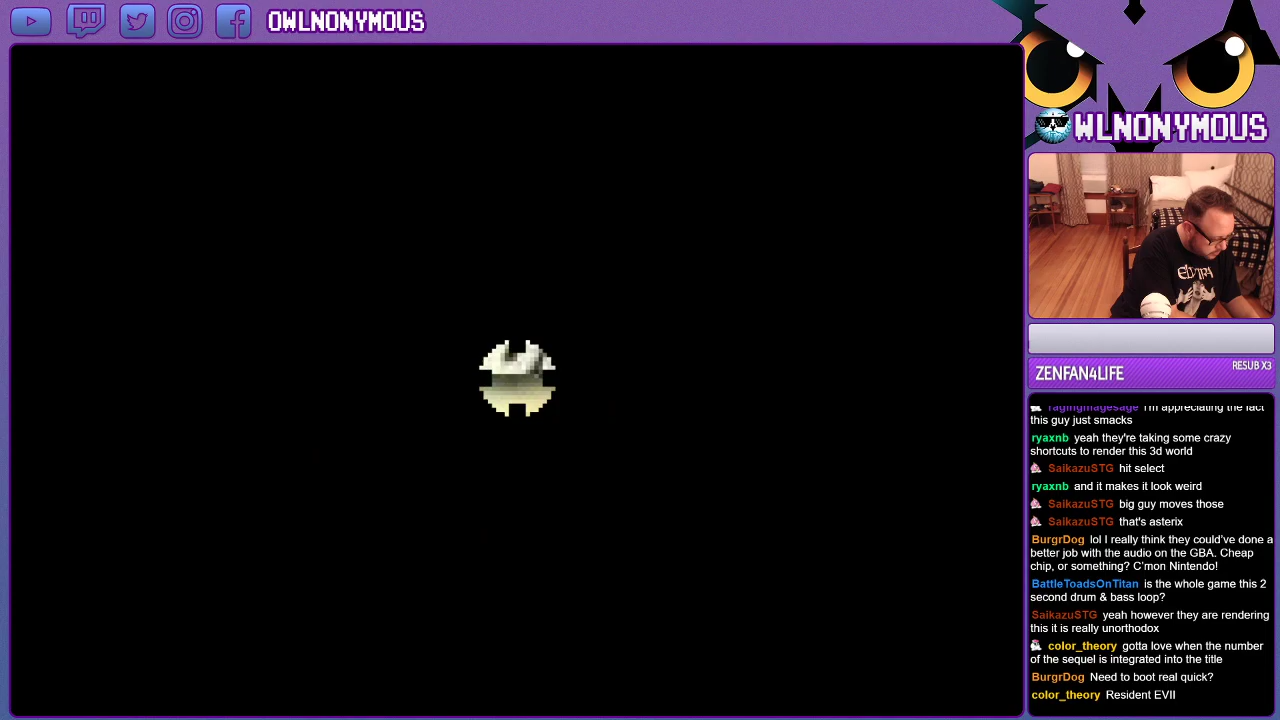 OWLNONYMOUS
WLNONYMOUS
ZENFAN4LIFE
RESUB X3
I'm appreciating the fact
this guy just smacks
ryaxnb yeah they're taking some crazy
shortcuts to render this 3d world
SaikazuSTG hit select
ryaxnb and it makes it look weird
SaikazuSTG big guy moves those
SaikazuSTG that's asterix
BurgrDog lol I really think they could've done a
better job with the audio on the GBA. Cheap
chip, or something? C'mon Nintendo!
BattleToadsOnTitan is the whole game this 2
second drum & bass loop?
SaikazuSTG yeah however they are rendering
this it is really unorthodox
color_theory gotta love when the number
of the sequel is integrated into the title
BurgrDog Need to boot real quick?
color_theory Resident EVII